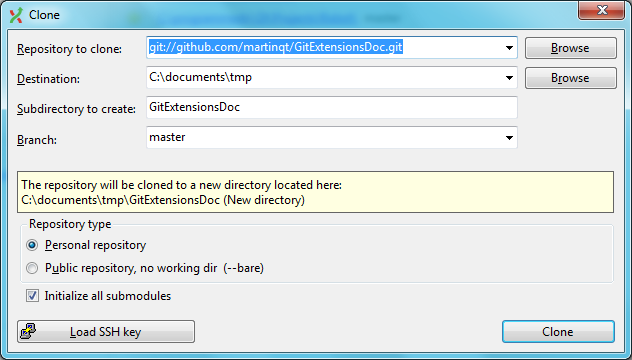 Clone
Repository to clone: git://github.com/martinqt/GitExtensionsDoc.git Browse
Destination: C:\documents\tmp Browse
Subdirectory to create: GitExtensionsDoc
Branch: master
The repository will be cloned to a new directory located here:
C:\documents\tmp\GitExtensionsDoc (New directory)
Repository type
Personal repository
Public repository, no working dir (--bare)
Initialize all submodules
Load SSH key Clone